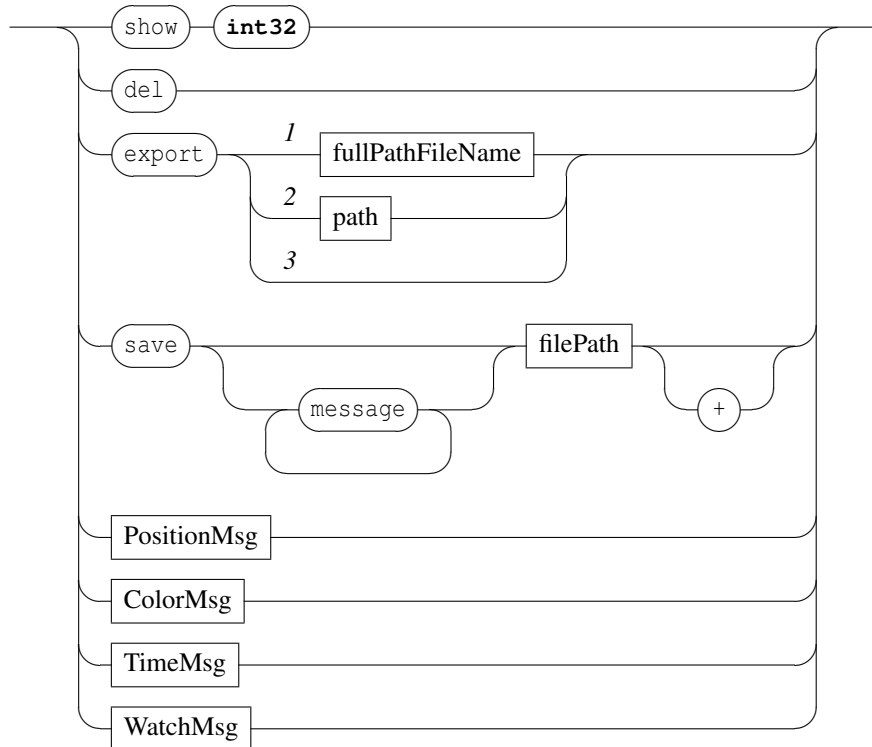 show int32
del
export 1 fullPathFileName
2 path
3
save filePath
message +
PositionMsg
ColorMsg
TimeMsg
WatchMsg